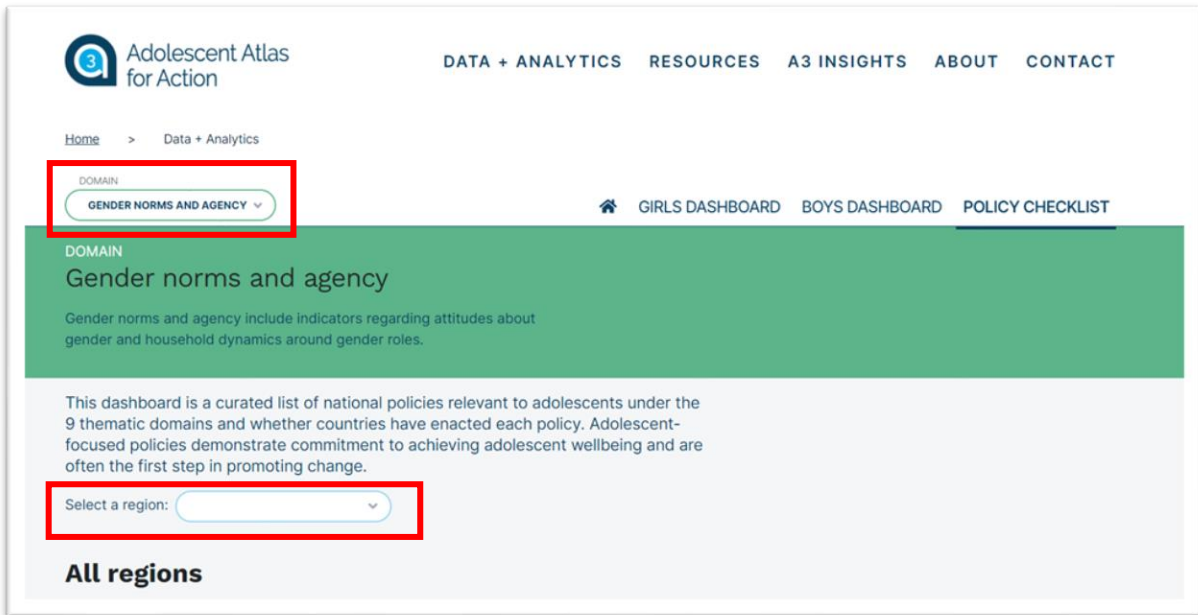 3
Adolescent Atlas
for Action
DATA + ANALYTICS RESOURCES A3 INSIGHTS ABOUT CONTACT
Home > Data + Analytics
DOMAIN
GENDER NORMS AND AGENCY
GIRLS DASHBOARD BOYS DASHBOARD POLICY CHECKLIST
DOMAIN
Gender norms and agency
Gender norms and agency include indicators regarding attitudes about
gender and household dynamics around gender roles.
This dashboard is a curated list of national policies relevant to adolescents under the
9 thematic domains and whether countries have enacted each policy. Adolescent-
focused policies demonstrate commitment to achieving adolescent wellbeing and are
often the first step in promoting change.
Select a region:
All regions